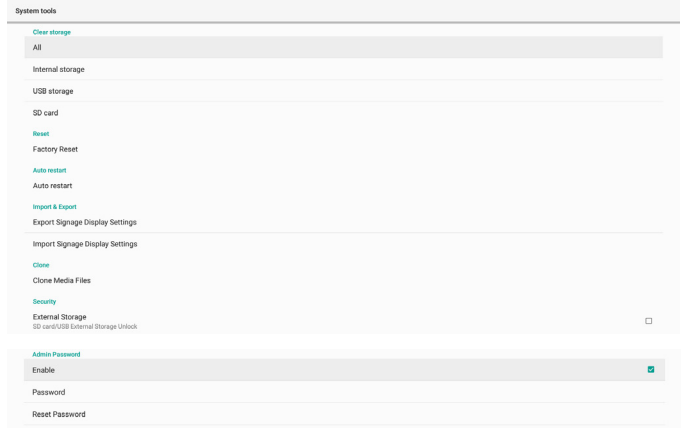 System tools
Clear storage
All
Internal storage
USB storage
SD card
Reset
Factory Reset
Auto restart
Auto restart
Import & Export
Export Signage Display Settings
Import Signage Display Settings
Clone
Clone Media Files
Security
External Storage
SD card/USB External Storage Unlock
Admin Password
Enable
Password
Reset Password